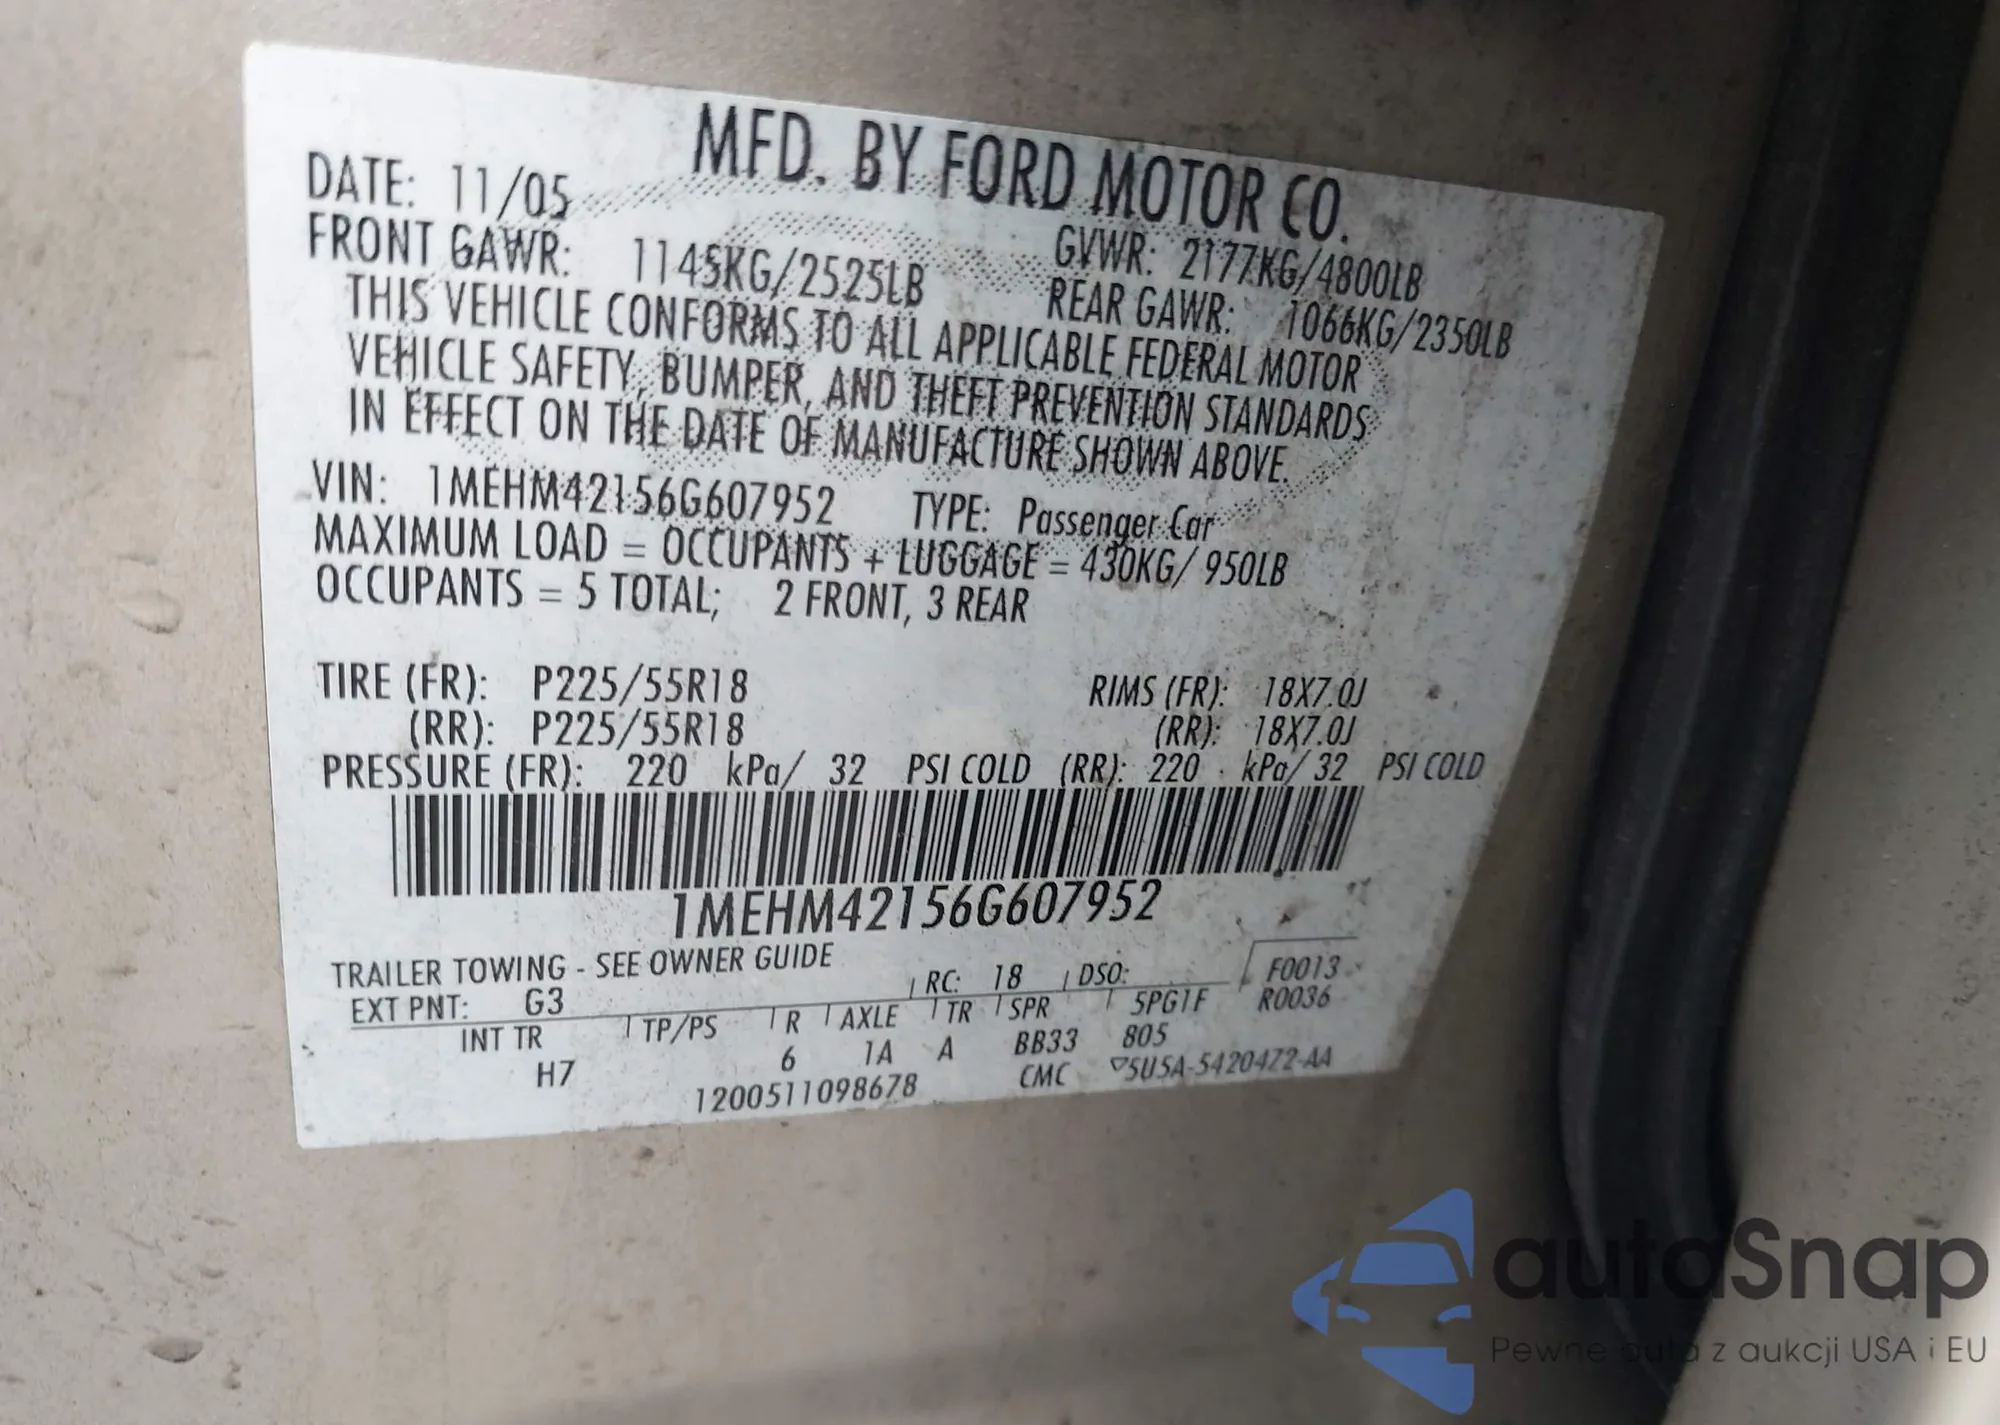 MFD. BY FORD MOTOR CO.
DATE: 11/05
GVWR: 2177KG/4800LB
FRONT GAWR: 1145KG/2525LB
REAR GAWR: 1066KG/2350LB
THIS VEHICLE CONFORMS TO ALL APPLICABLE FEDERAL MOTOR
VEHICLE SAFETY, BUMPER, AND THEFT PREVENTION STANDARDS
IN EFFECT ON THE DATE OF MANUFACTURE SHOWN ABOVE.
VIN: 1MEHM42156G607952 TYPE: Passenger Car
MAXIMUM LOAD = OCCUPANTS + LUGGAGE = 430KG/ 950LB
OCCUPANTS = 5 TOTAL; 2 FRONT, 3 REAR
TIRE (FR): P225/55R18 RIMS (FR): 18X7.0J
(RR): P225/55R18 (RR): 18X7.0J
PRESSURE (FR): 220 kPa/ 32 PSI COLD (RR): 220 kPa/ 32 PSI COLD
1MEHM42156G607952
TRAILER TOWING - SEE OWNER GUIDE
F0013
EXT PNT: G3 RC: 18 DSO:
R0036
INT TR TP/PS R AXLE TR SPR 5PG1F
H7 6 1A A BB33 805
1200511098678 CMC ▽5U5A-5420472-AA
autoSnap
Pewne auta z aukcji USA i EU